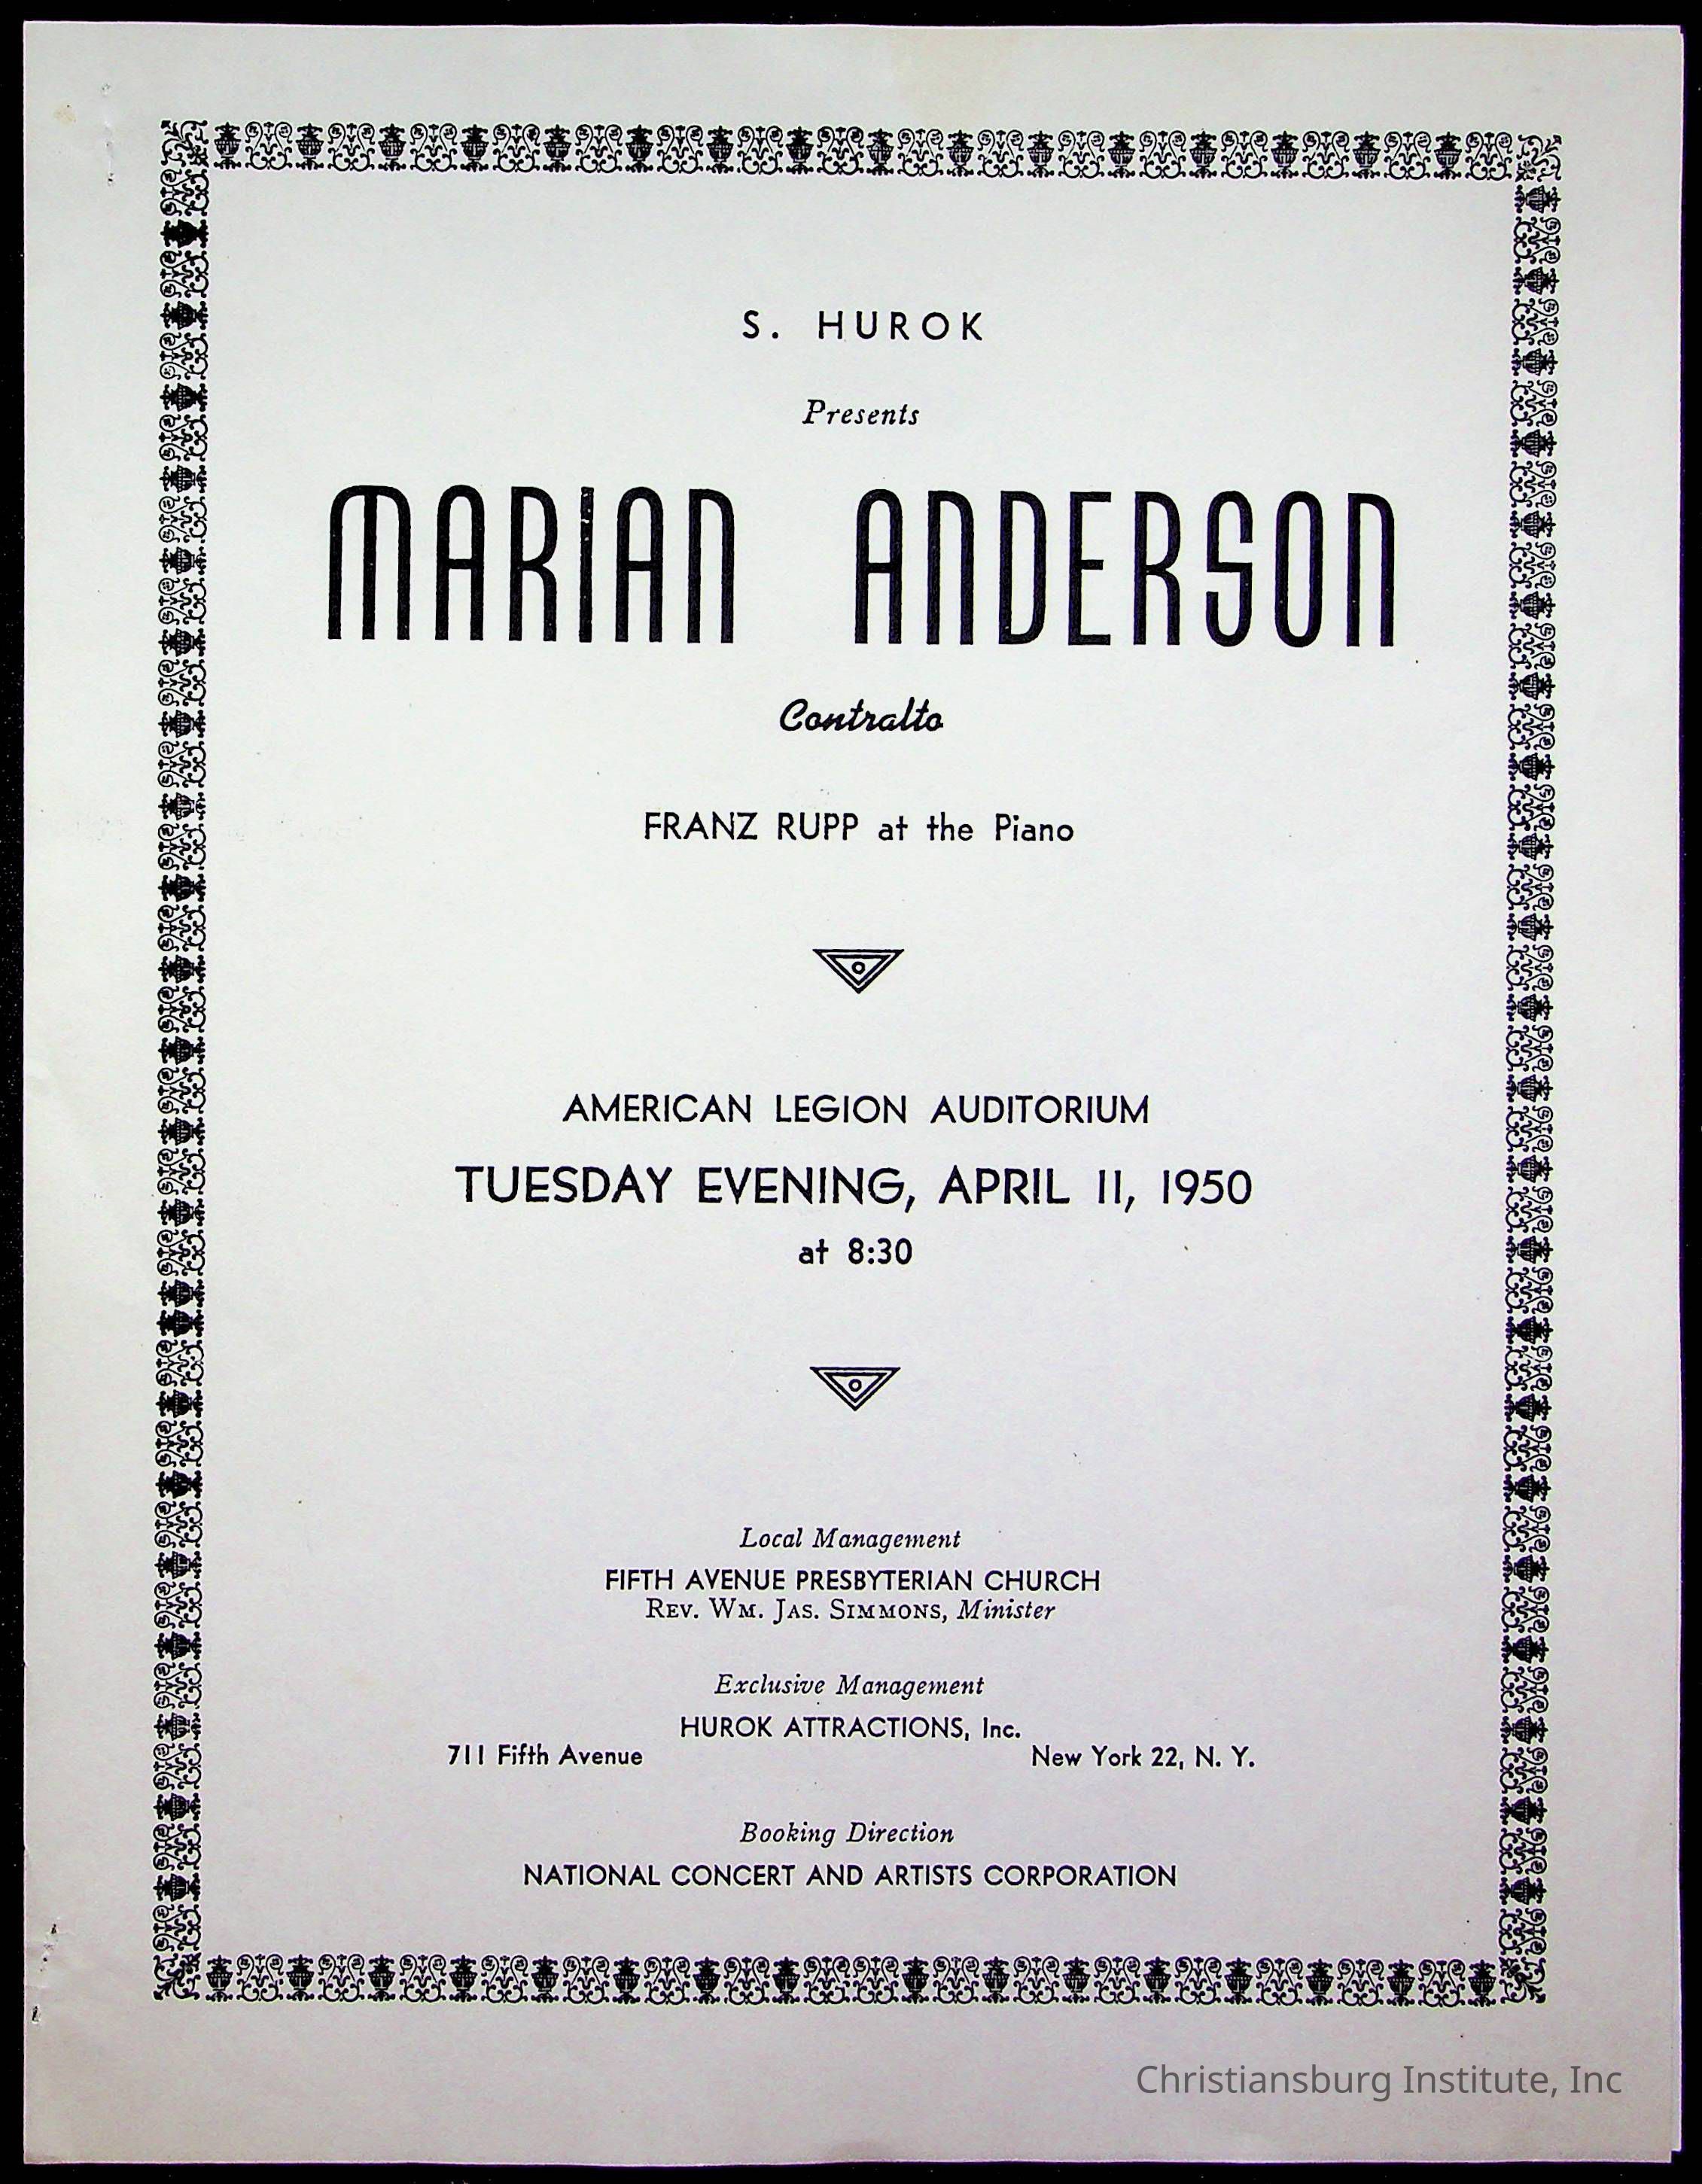 S. HUROK
Presents
MARIAN ANDERSON
Contralto
FRANZ RUPP at the Piano
AMERICAN LEGION AUDITORIUM
TUESDAY EVENING, APRIL 11, 1950
at 8:30
Local Management
FIFTH AVENUE PRESBYTERIAN CHURCH
REV. WM. JAS. SIMMONS, Minister
Exclusive Management
HUROK ATTRACTIONS, Inc.
711 Fifth Avenue New York 22, N. Y.
Booking Direction
NATIONAL CONCERT AND ARTISTS CORPORATION
Christiansburg Institute, Inc